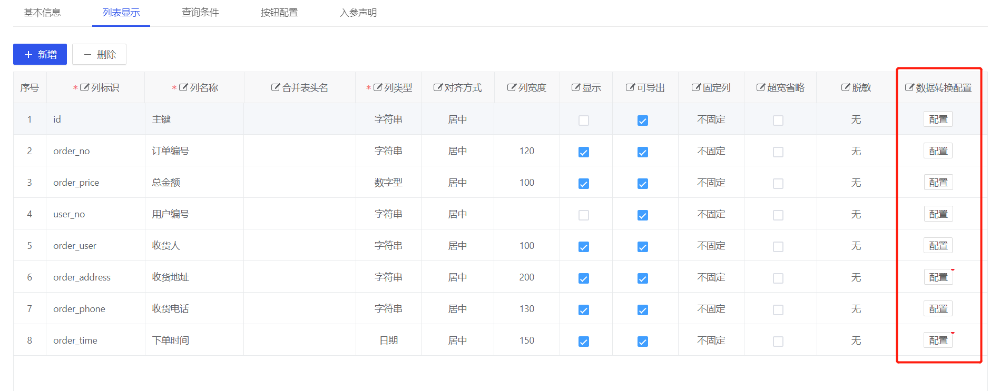 基本信息 列表显示 查询条件 按钮配置 入参声明
新增 删除
序号 *列标识 *列名称 合并表头名 *列类型 对齐方式 列宽度 显示 可导出 固定列 超宽省略 脱敏 数据转换配置
1 id 主键 字符串 居中 不固定 无 配置
2 order_no 订单编号 字符串 居中 120 不固定 无 配置
3 order_price 总金额 数字型 居中 100 不固定 无 配置
4 user_no 用户编号 字符串 居中 不固定 无 配置
5 order_user 收货人 字符串 居中 100 不固定 无 配置
6 order_address 收货地址 字符串 居中 200 不固定 无 配置
7 order_phone 收货电话 字符串 居中 130 不固定 无 配置
8 order_time 下单时间 日期 居中 150 不固定 无 配置